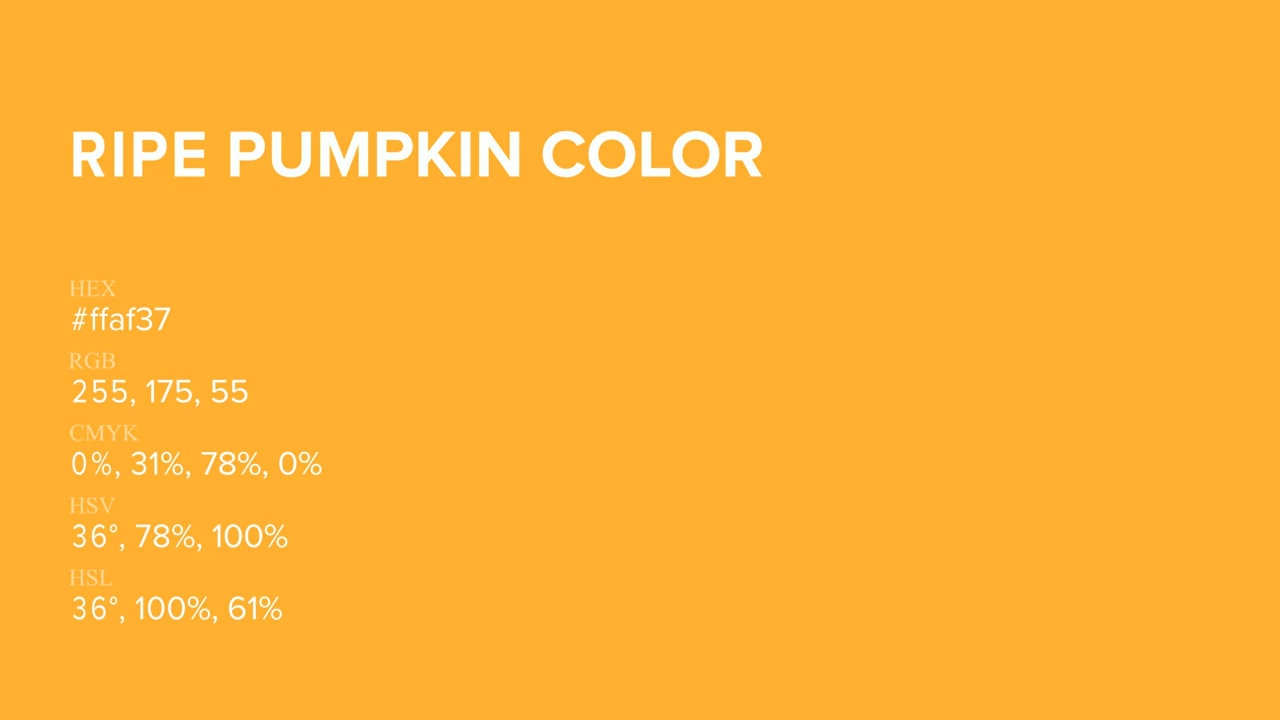 RIPE PUMPKIN COLOR
HEX
#ffaf37
RGB
255, 175, 55
CMYK
0%, 31%, 78%, 0%
HSV
36°, 78%, 100%
HSL
36°, 100%, 61%